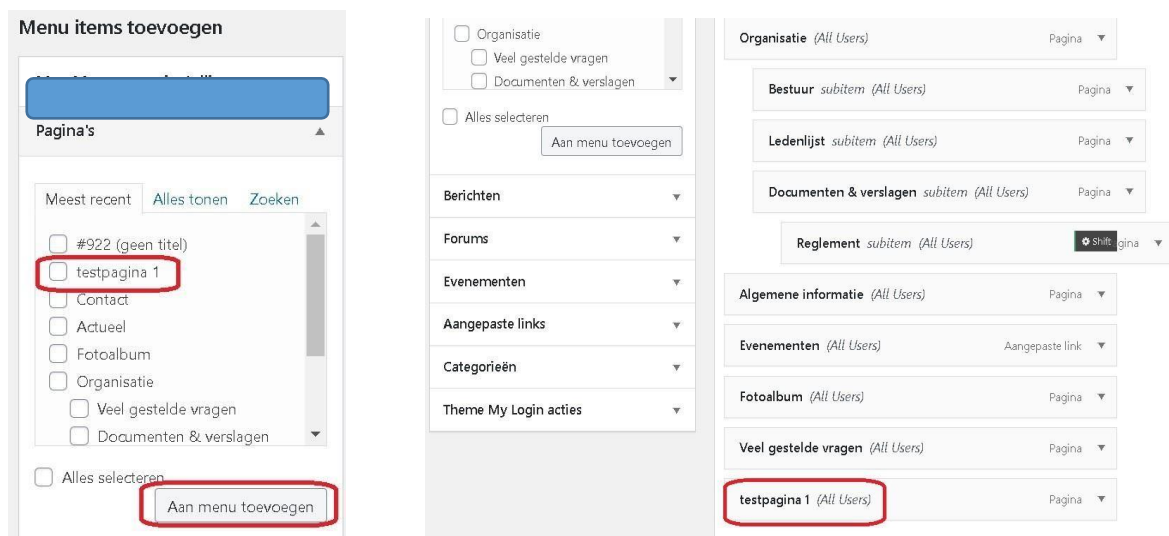 Menu items toevoegen
Pagina's
Meest recent Alles tonen Zoeken
#922 (geen titel)
testpagina 1
Contact
Actueel
Fotoalbum
Organisatie
Veel gestelde vragen
Documenten & verslagen
Alles selecteren
Aan menu toevoegen
Organisatie
Veel gestelde vragen
Documenten & verslagen
Alles selecteren
Aan menu toevoegen
Berichten
Forums
Evenementen
Aangepaste links
Categorieën
Theme My Login acties
Organisatie (All Users) Pagina
Bestuur subitem (All Users) Pagina
Ledenlijst subitem (All Users) Pagina
Documenten & verslagen subitem (All Users) Pagina
Reglement subitem (All Users) Shift gina
Algemene informatie (All Users) Pagina
Evenementen (All Users) Aangepaste link
Fotoalbum (All Users) Pagina
Veel gestelde vragen (All Users) Pagina
testpagina 1 (All Users) Pagina